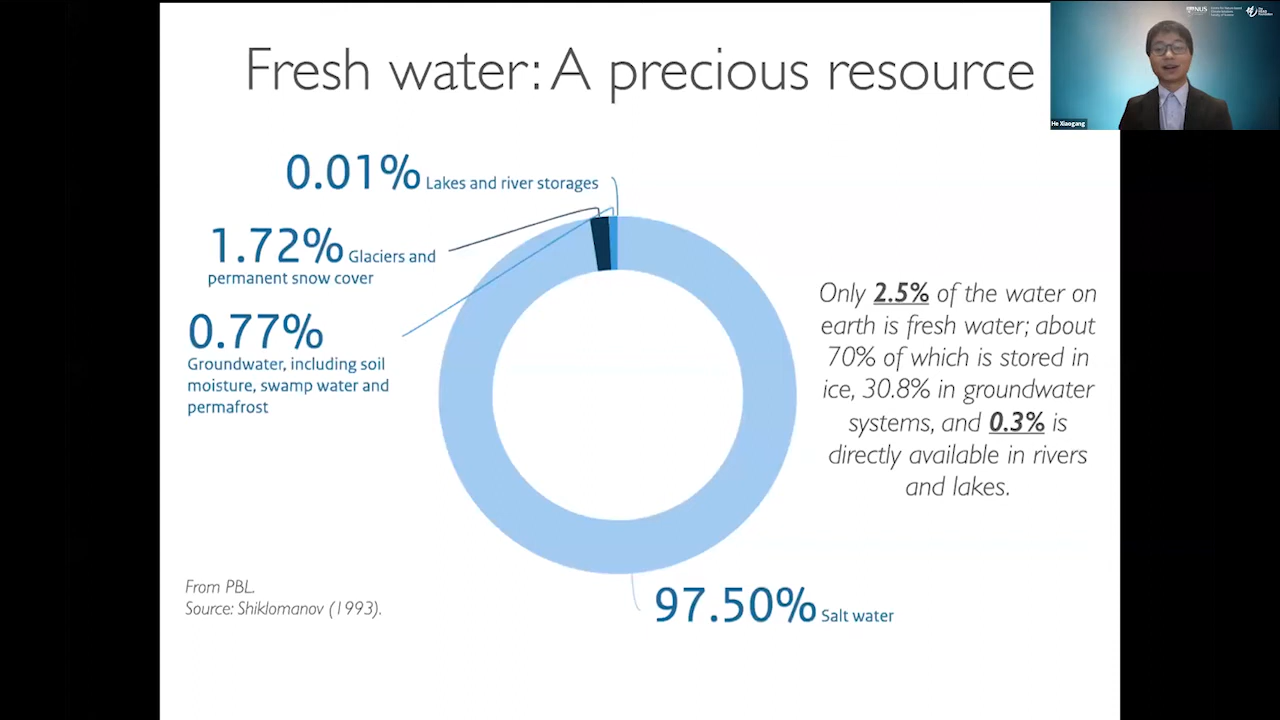 Fresh water: A precious resource
NUS
He Xiaogang
0.01% Lakes and river storages
1.72% Glaciers and
permanent snow cover
0.77%
Groundwater, including soil
moisture, swamp water and
permafrost
Only 2.5% of the water on
earth is fresh water; about
70% of which is stored in
ice, 30.8% in groundwater
systems, and 0.3% is
directly available in rivers
and lakes.
From PBL.
Source: Shiklomanov (1993).
97.50% Salt water